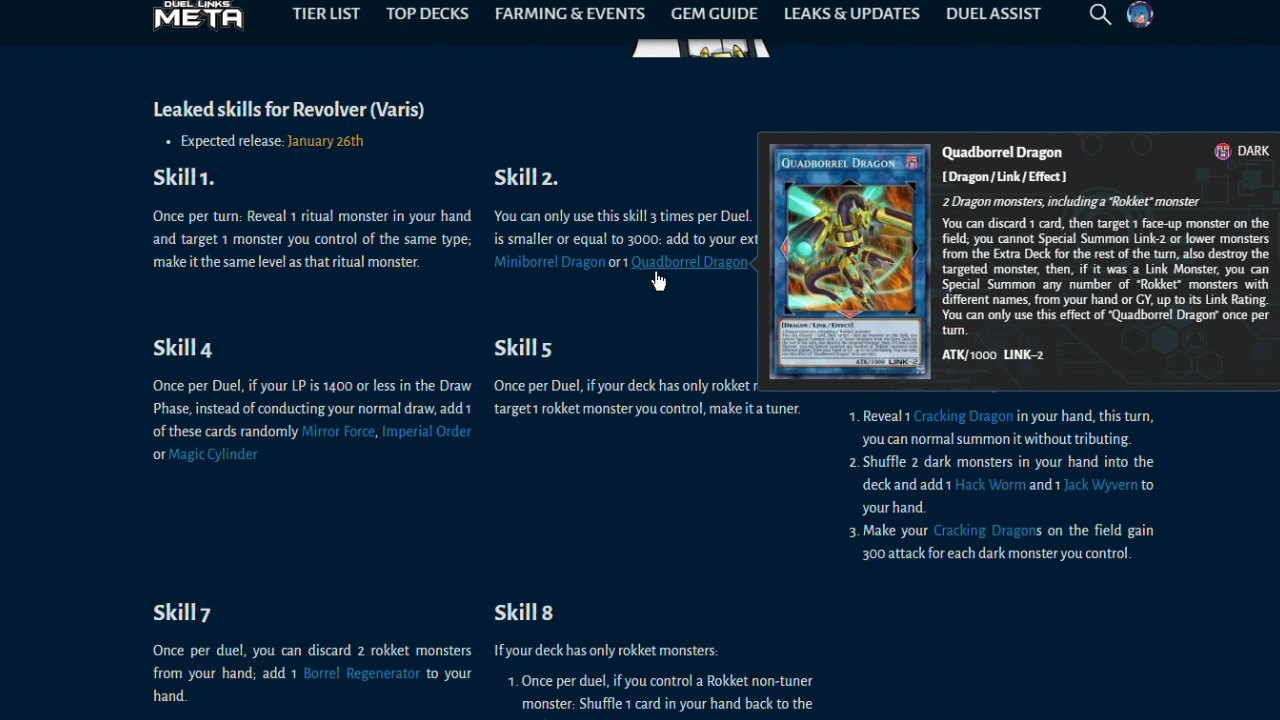 DUEL LINKS
META
TIER LIST
TOP DECKS
FARMING & EVENTS
GEM GUIDE
LEAKS & UPDATES
DUEL ASSIST
Leaked skills for Revolver (Varis)
• Expected release: January 26th
Skill 1.
Once per turn: Reveal 1 ritual monster in your hand
and target 1 monster you control of the same type;
make it the same level as that ritual monster.
Skill 2.
You can only use this skill 3 times per Duel.
is smaller or equal to 3000: add to your ext
Miniborrel Dragon or 1 Quadborrel Dragon
QUADBORREL DRAGON
[DRAGON/LINK/EFFECT]
ATK/1000 LINK-2
Quadborrel Dragon
DARK
[ Dragon / Link / Effect ]
2 Dragon monsters, including a "Rokket" monster
You can discard 1 card, then target 1 face-up monster on the
field; you cannot Special Summon Link-2 or lower monsters
from the Extra Deck for the rest of the turn, also destroy the
targeted monster, then, if it was a Link Monster, you can
Special Summon any number of "Rokket" monsters with
different names, from your hand or GY, up to its Link Rating.
You can only use this effect of "Quadborrel Dragon" once per
turn.
ATK/1000 LINK–2
Skill 4
Once per Duel, if your LP is 1400 or less in the Draw
Phase, instead of conducting your normal draw, add 1
of these cards randomly Mirror Force, Imperial Order
or Magic Cylinder
Skill 5
Once per Duel, if your deck has only rokket
target 1 rokket monster you control, make it a tuner.
1. Reveal 1 Cracking Dragon in your hand, this turn,
you can normal summon it without tributing.
2. Shuffle 2 dark monsters in your hand into the
deck and add 1 Hack Worm and 1 Jack Wyvern to
your hand.
3. Make your Cracking Dragons on the field gain
300 attack for each dark monster you control.
Skill 7
Once per duel, you can discard 2 rokket monsters
from your hand; add 1 Borrel Regenerator to your
hand.
Skill 8
If your deck has only rokket monsters:
1. Once per duel, if you control a Rokket non-tuner
monster: Shuffle 1 card in your hand back to the